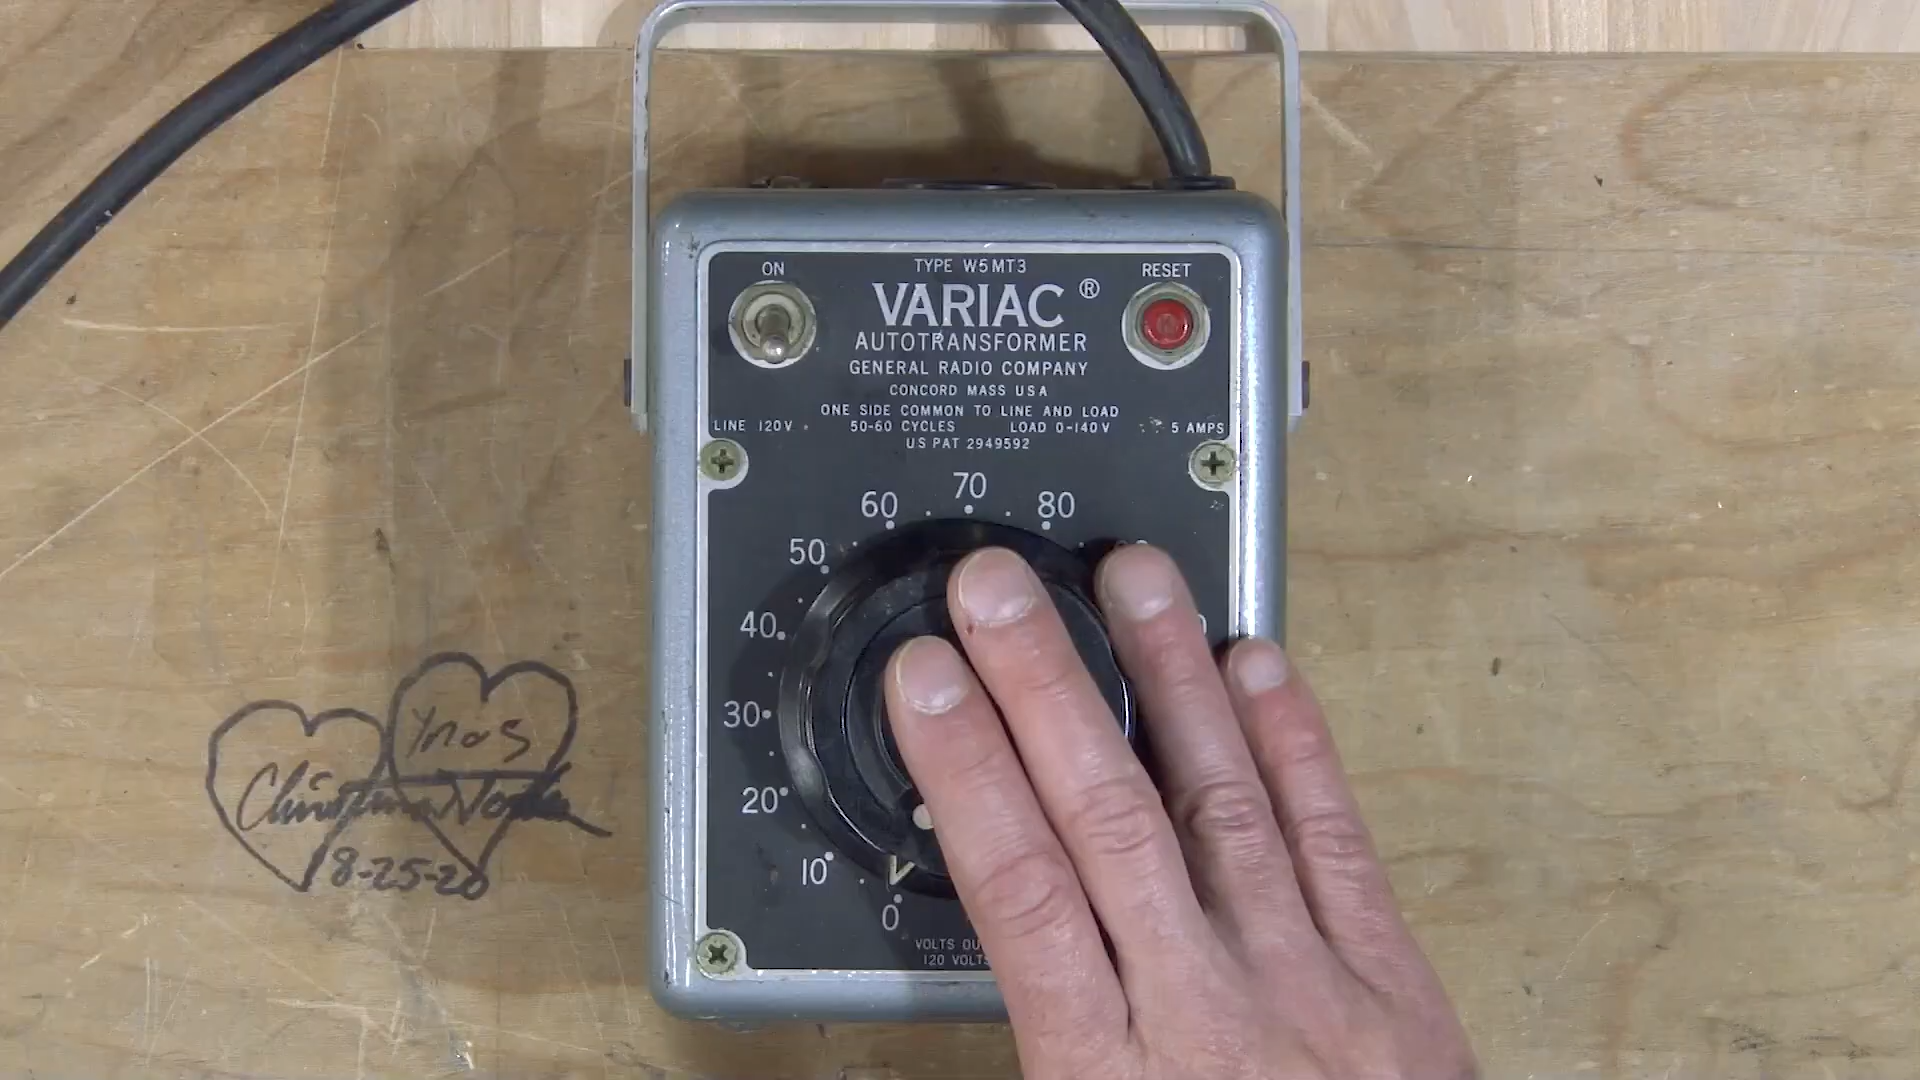 ON
TYPE W5MT3
RESET
VARIAC ®
AUTOTRANSFORMER
GENERAL RADIO COMPANY
CONCORD MASS USA
ONE SIDE COMMON TO LINE AND LOAD
LINE 120V 50-60 CYCLES LOAD 0-140V 5 AMPS
US PAT 2949592
70
60 80
50
40
30
20
10
0
VOLTS
120 VOLTS
8-25-20